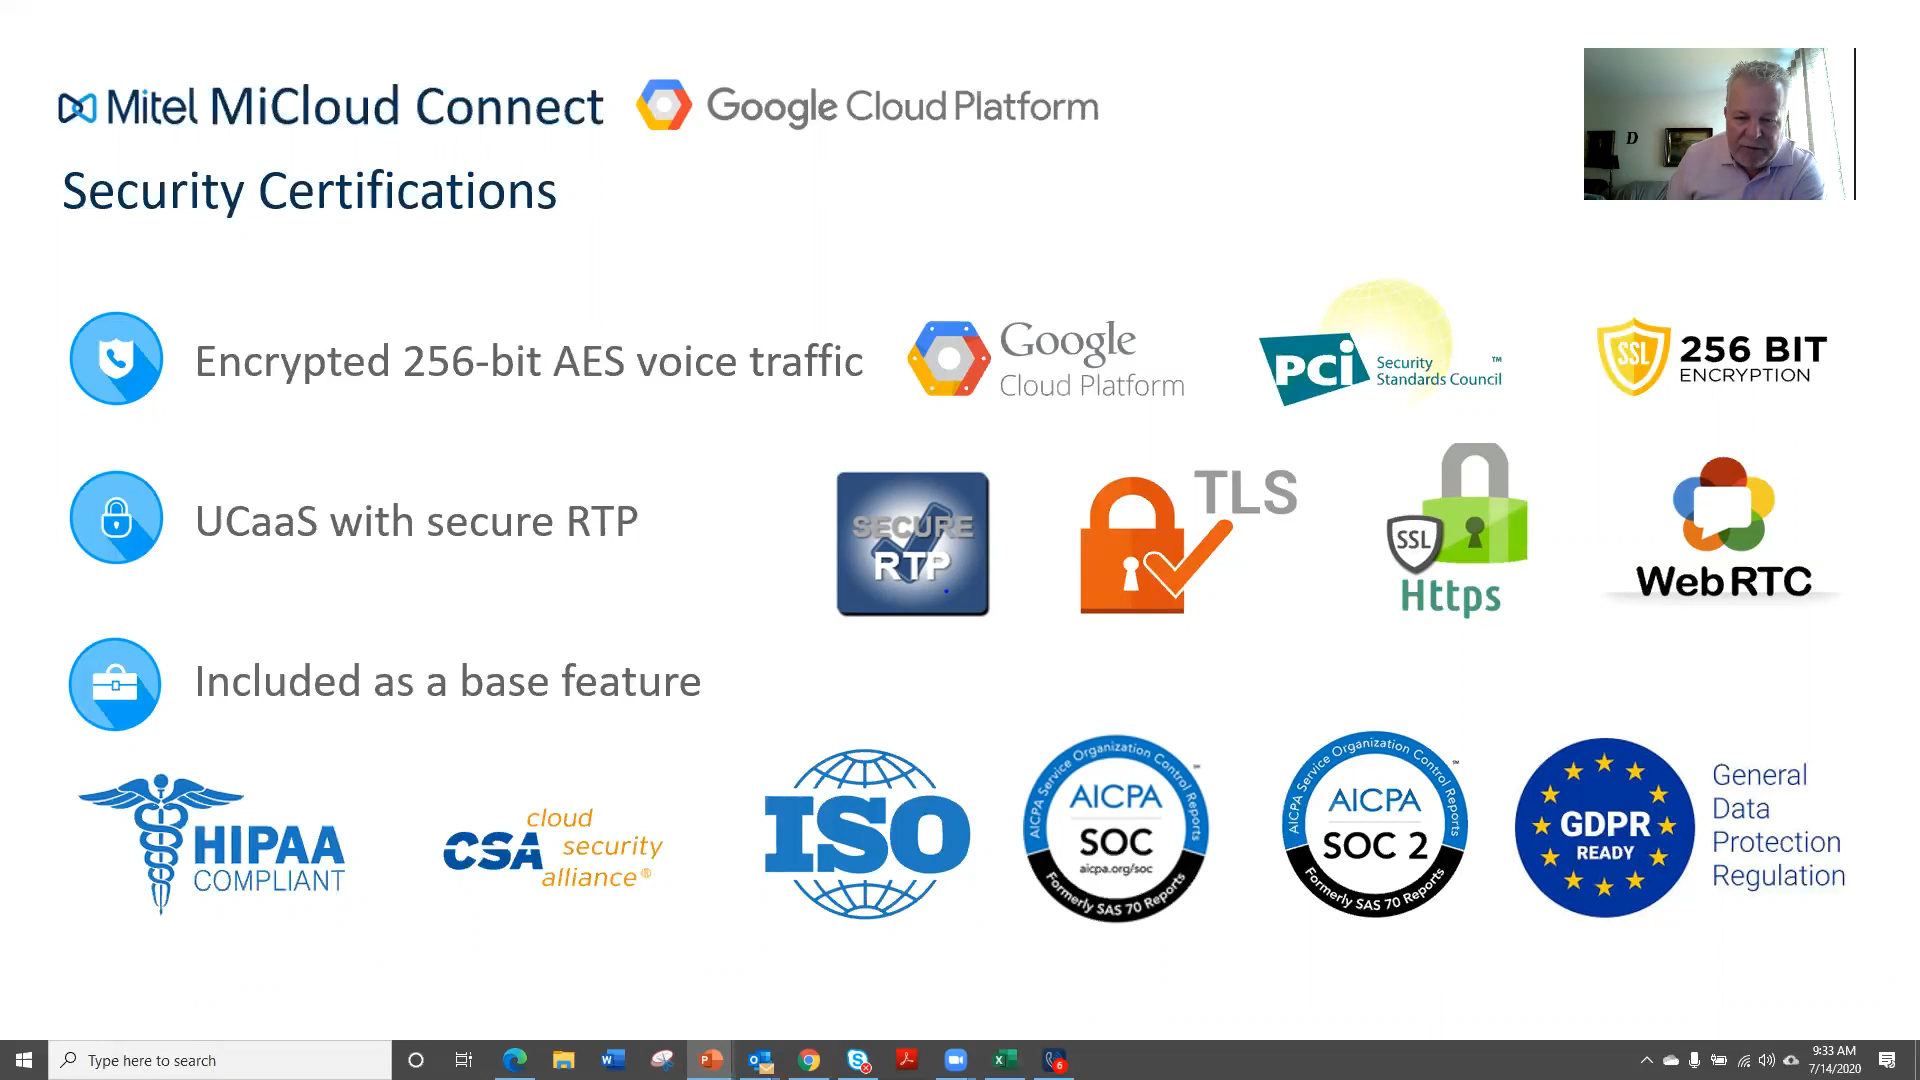 Mitel MiCloud Connect
Google Cloud Platform
Security Certifications
D
Encrypted 256-bit AES voice traffic
Google
Cloud Platform
PCi Security
Standards Council ™
SSL 256 BIT
ENCRYPTION
UCaaS with secure RTP
SECURE
RTP
TLS
SSL
Https
WebRTC
Included as a base feature
HIPAA
COMPLIANT
CSA cloud
security
alliance®
ISO
AICPA Service Organization Control Reports
AICPA
SOC
aicpa.org/soc
Formerly SAS 70 Reports
AICPA Service Organization Control Reports
AICPA
SOC 2
Formerly SAS 70 Reports
GDPR
READY
General
Data
Protection
Regulation
Type here to search
6
9:33 AM
7/14/2020